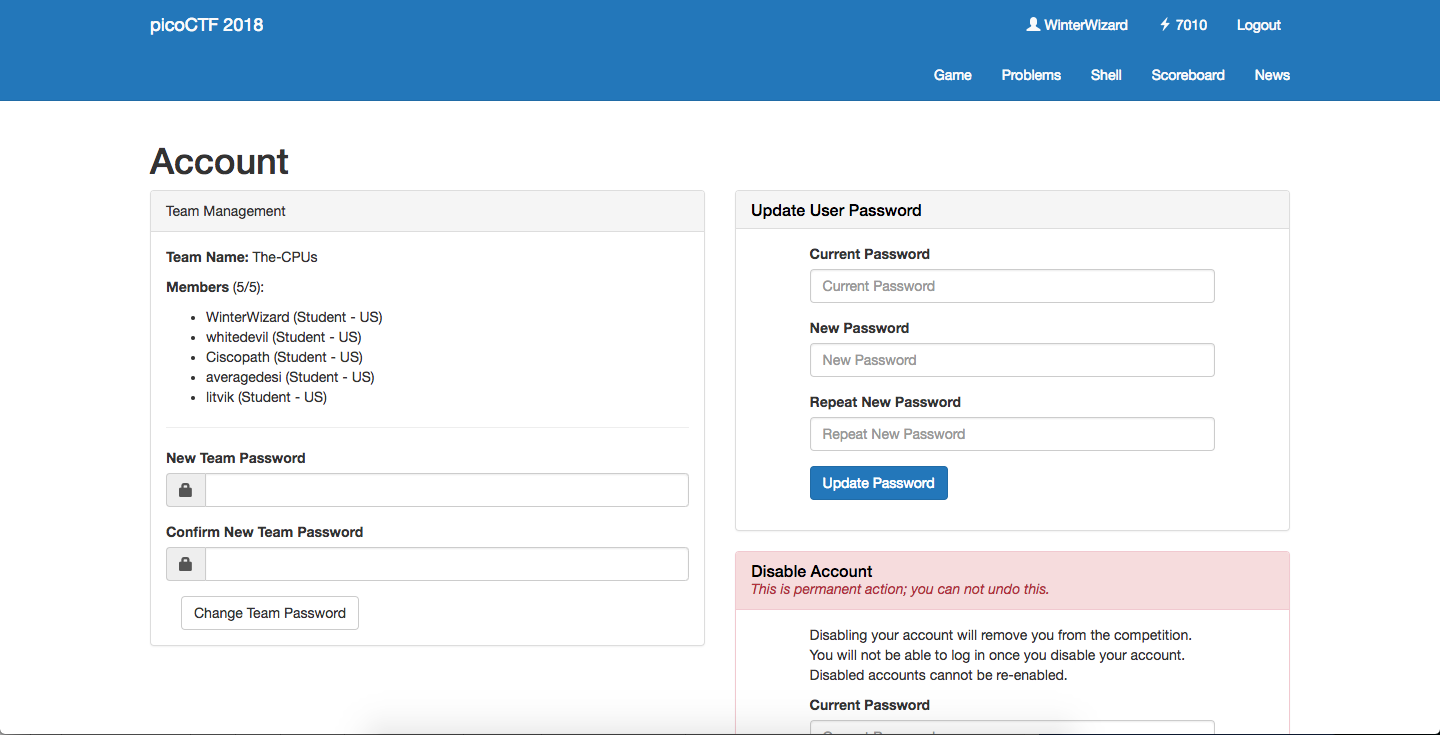 picoCTF 2018
WinterWizard
7010
Logout
Game
Problems
Shell
Scoreboard
News
Account
Team Management
Team Name: The-CPUs
Members (5/5):
• WinterWizard (Student - US)
• whitedevil (Student - US)
• Ciscopath (Student - US)
• averagedesi (Student - US)
• litvik (Student - US)
New Team Password
Confirm New Team Password
Change Team Password
Update User Password
Current Password
Current Password
New Password
New Password
Repeat New Password
Repeat New Password
Update Password
Disable Account
This is permanent action; you can not undo this.
Disabling your account will remove you from the competition.
You will not be able to log in once you disable your account.
Disabled accounts cannot be re-enabled.
Current Password